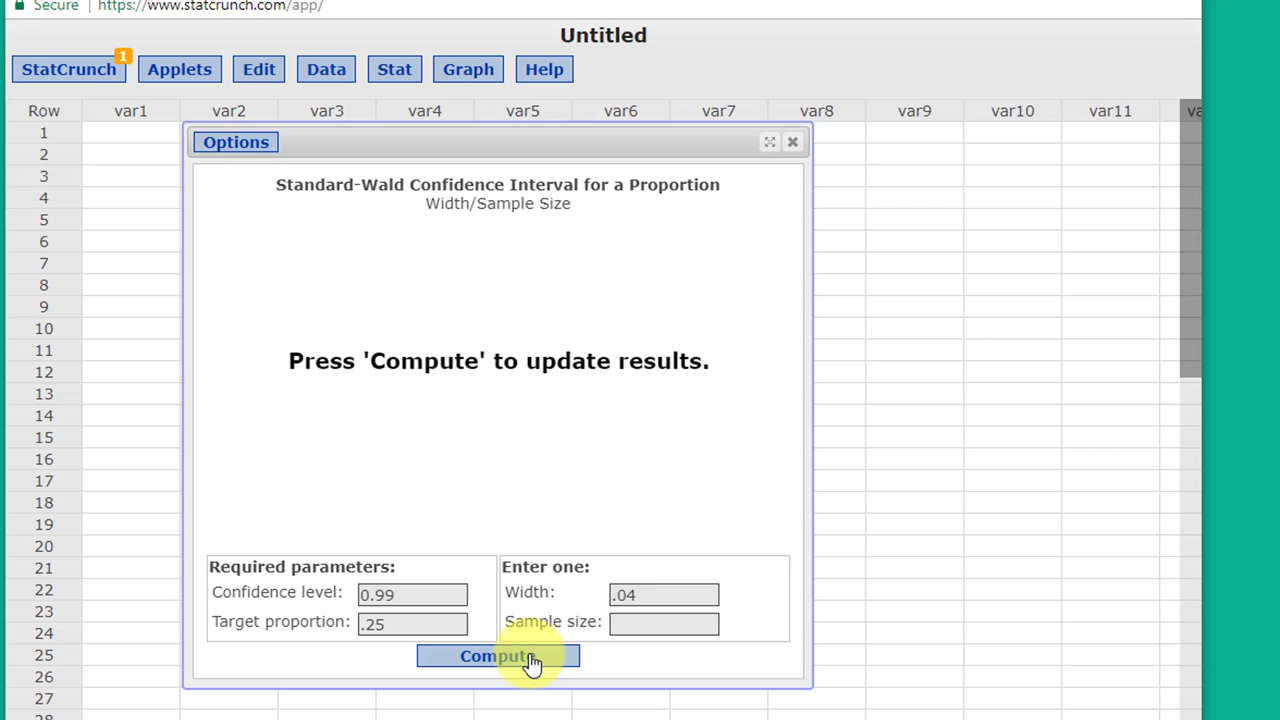 Secure | https://www.statcrunch.com/app/
Untitled
StatCrunch 1 Applets Edit Data Stat Graph Help
Row var1 var2 var3 var4 var5 var6 var7 var8 var9 var10 var11
1
2
3
4
5
6
7
8
9
10
11
12
13
14
15
16
17
18
19
20
21
22
23
24
25
26
27
28
Options
Standard-Wald Confidence Interval for a Proportion
Width/Sample Size
Press 'Compute' to update results.
Required parameters:
Confidence level: 0.99
Target proportion: .25
Enter one:
Width: .04
Sample size:
Compute